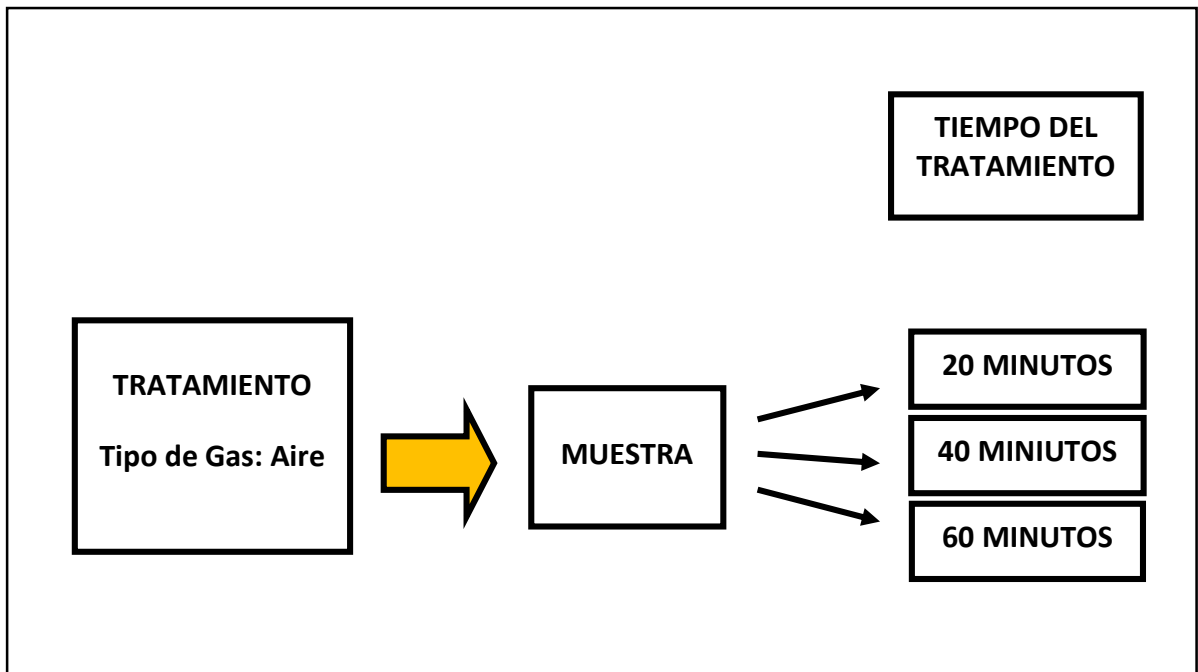 TIEMPO DEL
TRATAMIENTO
TRATAMIENTO
Tipo de Gas: Aire
MUESTRA
20 MINUTOS
40 MINIUTOS
60 MINUTOS